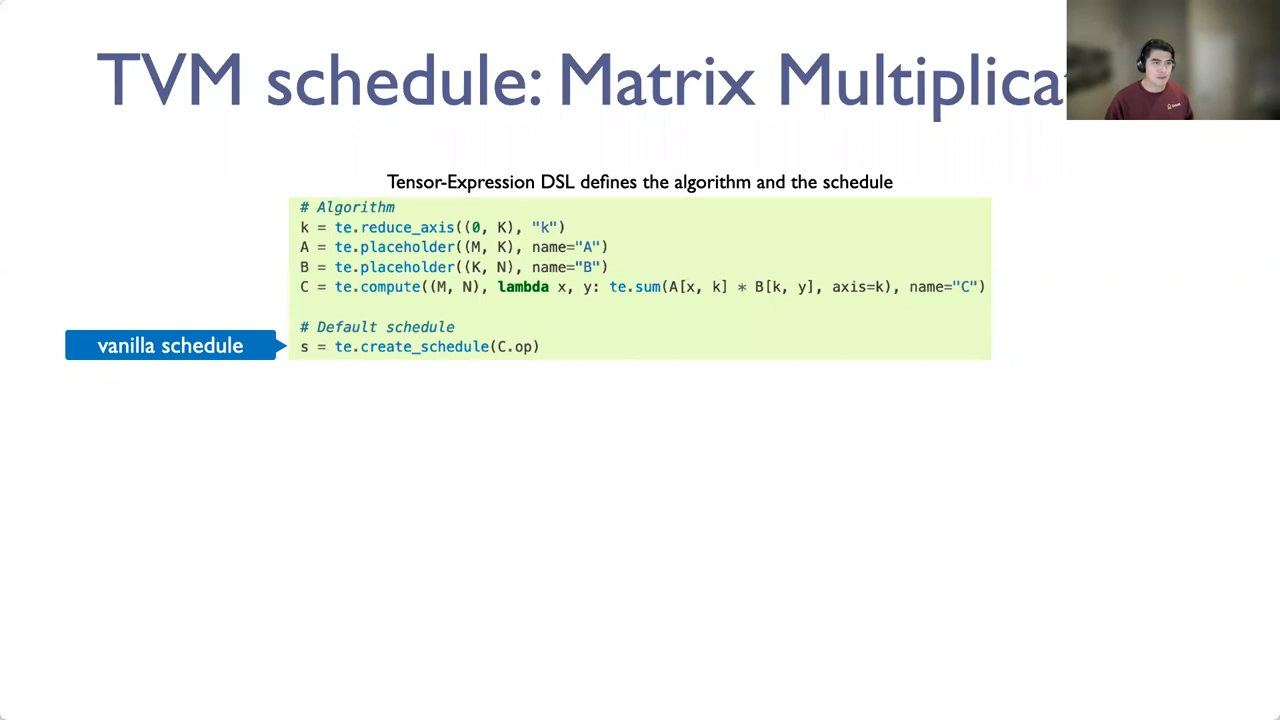 TVM schedule: Matrix Multiplica
Tensor-Expression DSL defines the algorithm and the schedule
# Algorithm
k = te.reduce_axis((0, K), "k")
A = te.placeholder((M, K), name="A")
B = te.placeholder((K, N), name="B")
C = te.compute((M, N), lambda x, y: te.sum(A[x, k] * B[k, y], axis=k), name="C")
# Default schedule
vanilla schedule
s = te.create_schedule(C.op)